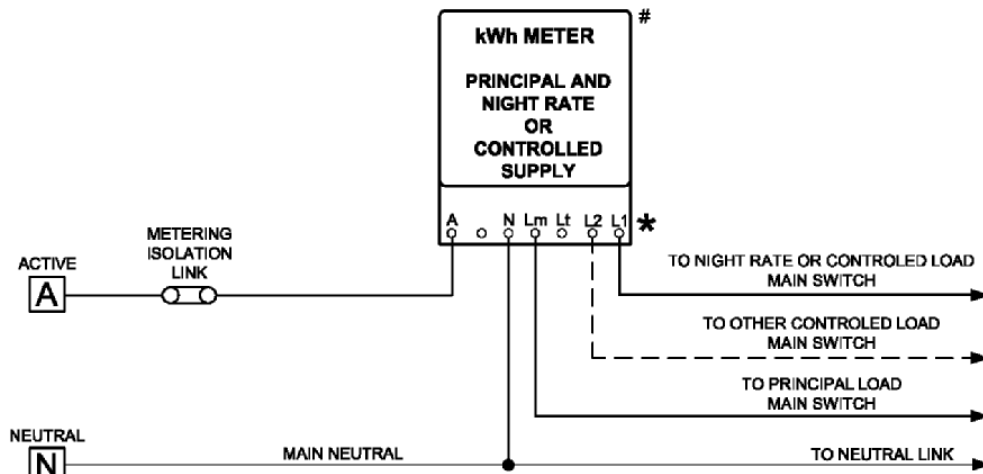 kWh METER
#
PRINCIPAL AND
NIGHT RATE
OR
CONTROLLED
SUPPLY
A N Lm Lt L2 L1 *
METERING
ISOLATION
LINK
ACTIVE
A
TO NIGHT RATE OR CONTROLED LOAD
MAIN SWITCH
TO OTHER CONTROLED LOAD
MAIN SWITCH
TO PRINCIPAL LOAD
MAIN SWITCH
NEUTRAL
N
MAIN NEUTRAL
TO NEUTRAL LINK